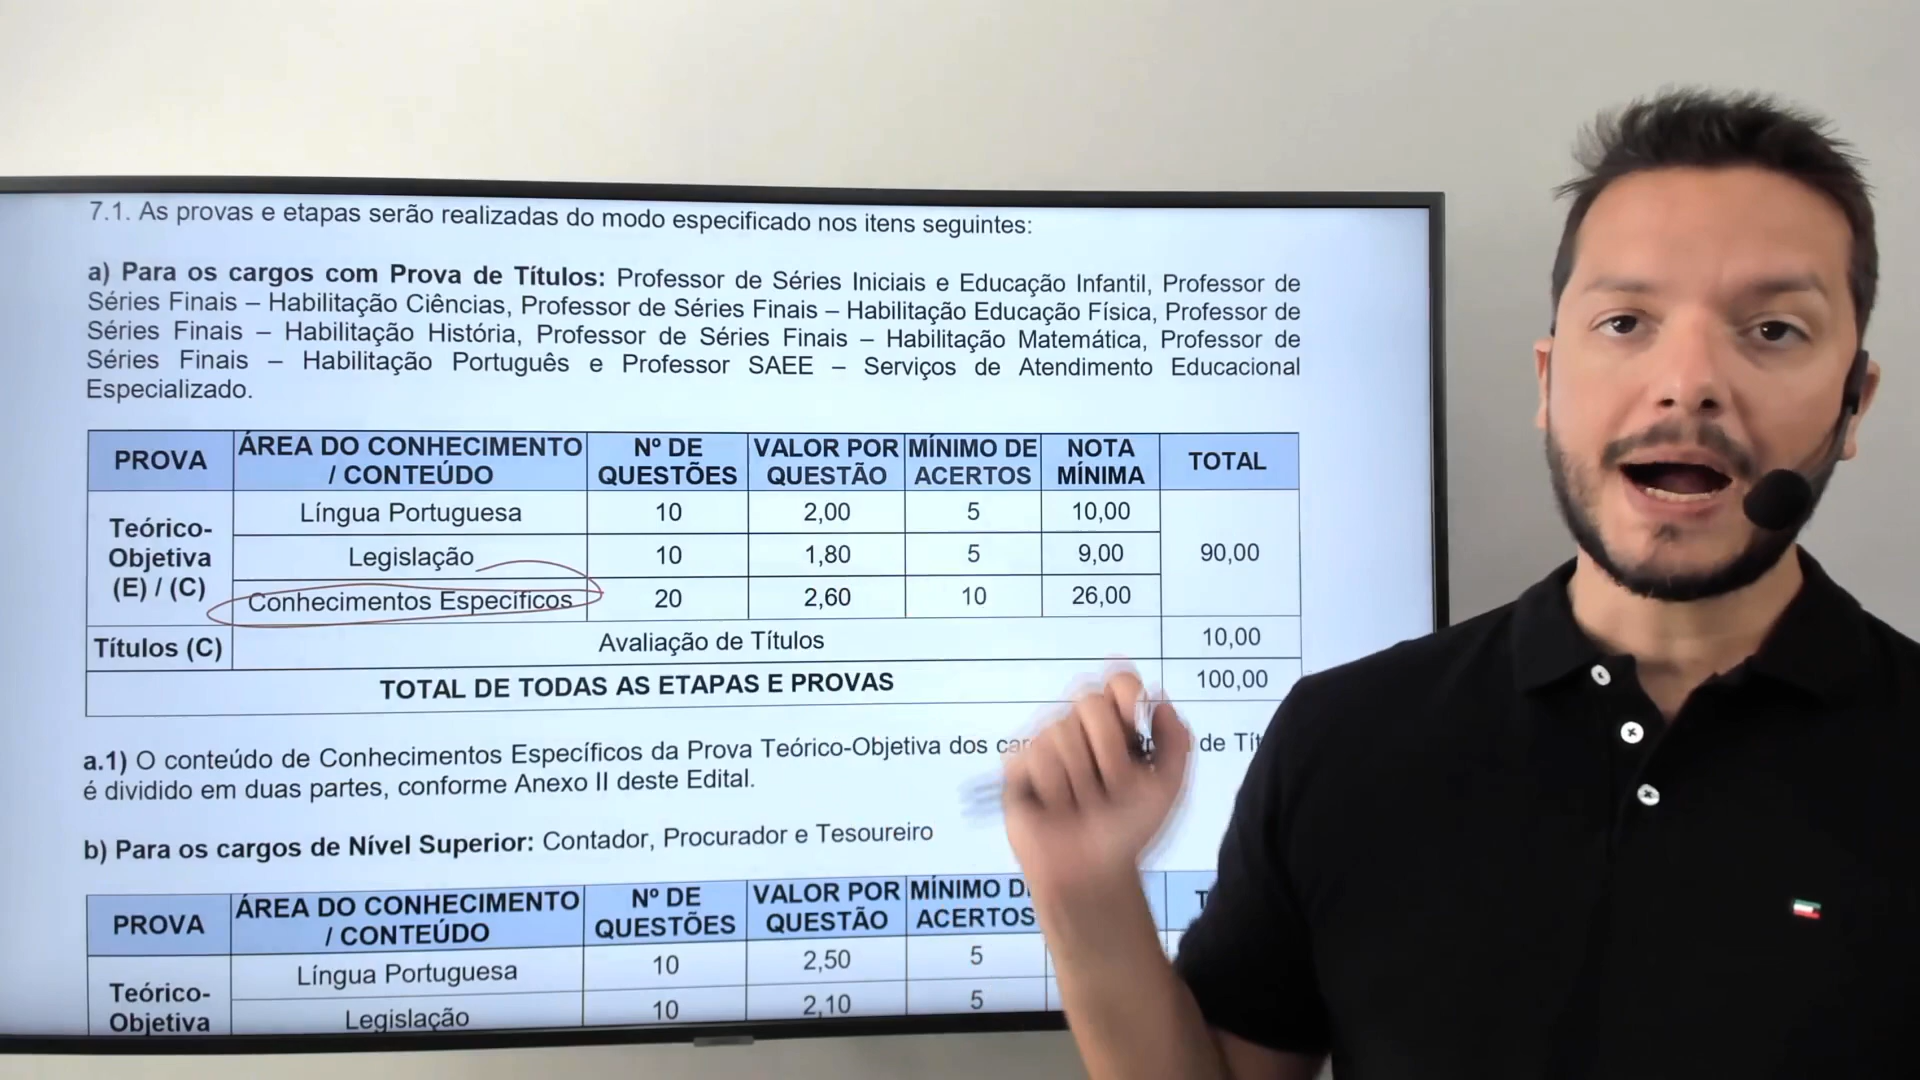 7.1. As provas e etapas serão realizadas do modo especificado nos itens seguintes:
a) Para os cargos com Prova de Títulos: Professor de Séries Iniciais e Educação Infantil, Professor de
Séries Finais – Habilitação Ciências, Professor de Séries Finais – Habilitação Educação Física, Professor de
Séries Finais – Habilitação História, Professor de Séries Finais – Habilitação Matemática, Professor de
Séries Finais – Habilitação Português e Professor SAEE – Serviços de Atendimento Educacional
Especializado.
PROVA ÁREA DO CONHECIMENTO / CONTEÚDO Nº DE QUESTÕES VALOR POR QUESTÃO MÍNIMO DE ACERTOS NOTA MÍNIMA TOTAL
Teórico-Objetiva (E) / (C) Língua Portuguesa 10 2,00 5 10,00 90,00
Legislação 10 1,80 5 9,00
Conhecimentos Específicos 20 2,60 10 26,00
Títulos (C) Avaliação de Títulos 10,00
TOTAL DE TODAS AS ETAPAS E PROVAS 100,00
a.1) O conteúdo de Conhecimentos Específicos da Prova Teórico-Objetiva dos de
é dividido em duas partes, conforme Anexo II deste Edital.
b) Para os cargos de Nível Superior: Contador, Procurador e Tesoureiro
PROVA ÁREA DO CONHECIMENTO / CONTEÚDO Nº DE QUESTÕES VALOR POR QUESTÃO MÍNIMO ACERTOS
Teórico-Objetiva Língua Portuguesa 10 2,50 5
Legislação 10 2,10 5